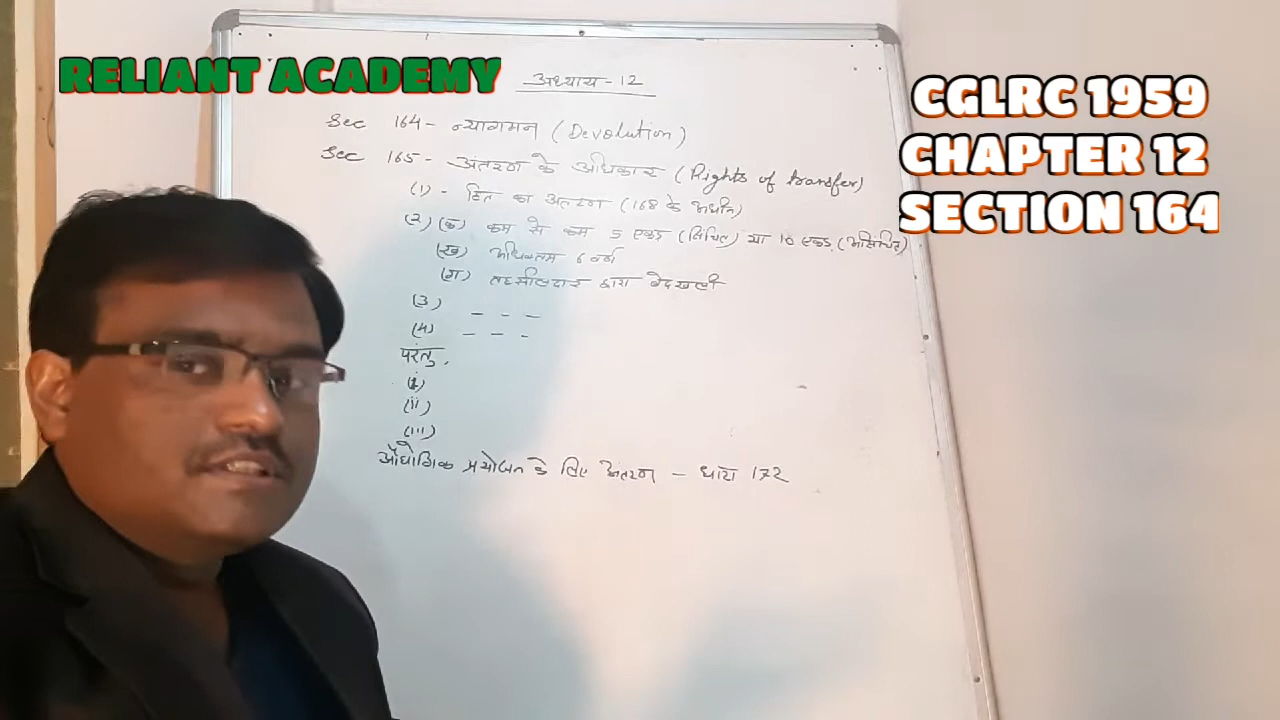 RELIANT ACADEMY
CGLRC 1959
CHAPTER 12
SECTION 164
अध्याय - 12
Sec 164 - न्यागमन (Devolution)
Sec 165 - अंतरण के अधिकार (Rights of transfer)
(1) - हित का अंतरण (168 के अधीन)
(2) (क) कम से कम 5 एकड़ (सिंचित) या 10 एकड़ (असिंचित)
(ख) अधिकतम 6 वर्ष
(ग) तहसीलदार द्वारा बेदखली
(3) - - -
(4) - - -
परंतु,
(i)
(ii)
(iii)
औद्योगिक प्रयोजन के लिए अंतरण - धारा 172